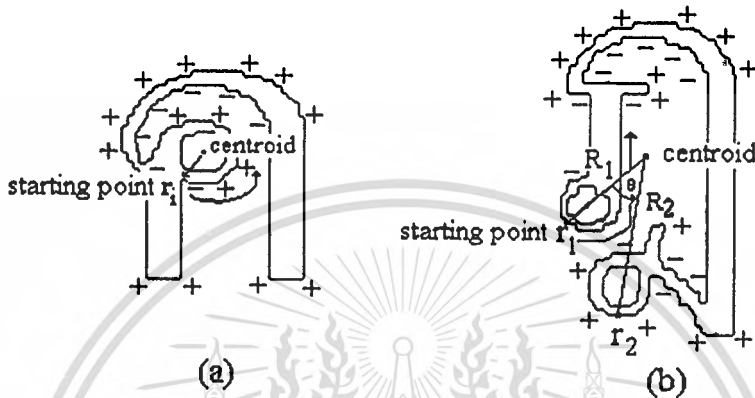 centroid
starting point r₁
(a)
R₁
centroid
θ
R₂
starting point r₁
r₂
(b)